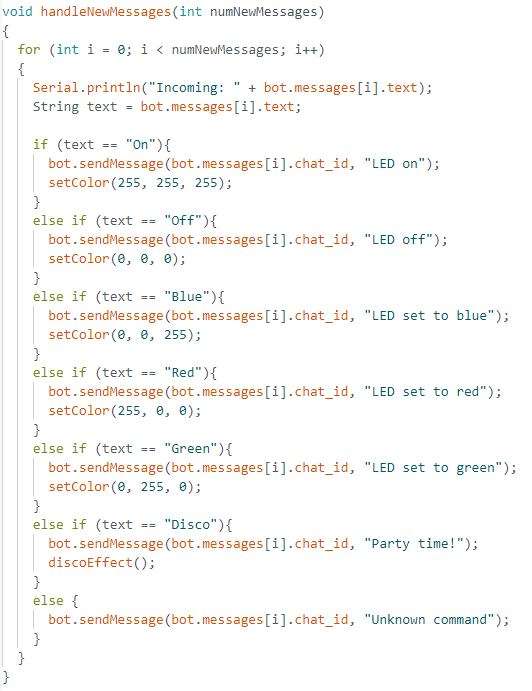 void handleNewMessages(int numNewMessages)
{
  for (int i = 0; i < numNewMessages; i++)
  {
    Serial.println("Incoming: " + bot.messages[i].text);
    String text = bot.messages[i].text;

    if (text == "On"){
      bot.sendMessage(bot.messages[i].chat_id, "LED on");
      setColor(255, 255, 255);
    }
    else if (text == "Off"){
      bot.sendMessage(bot.messages[i].chat_id, "LED off");
      setColor(0, 0, 0);
    }
    else if (text == "Blue"){
      bot.sendMessage(bot.messages[i].chat_id, "LED set to blue");
      setColor(0, 0, 255);
    }
    else if (text == "Red"){
      bot.sendMessage(bot.messages[i].chat_id, "LED set to red");
      setColor(255, 0, 0);
    }
    else if (text == "Green"){
      bot.sendMessage(bot.messages[i].chat_id, "LED set to green");
      setColor(0, 255, 0);
    }
    else if (text == "Disco"){
      bot.sendMessage(bot.messages[i].chat_id, "Party time!");
      discoEffect();
    }
    else {
      bot.sendMessage(bot.messages[i].chat_id, "Unknown command");
    }
  }
}